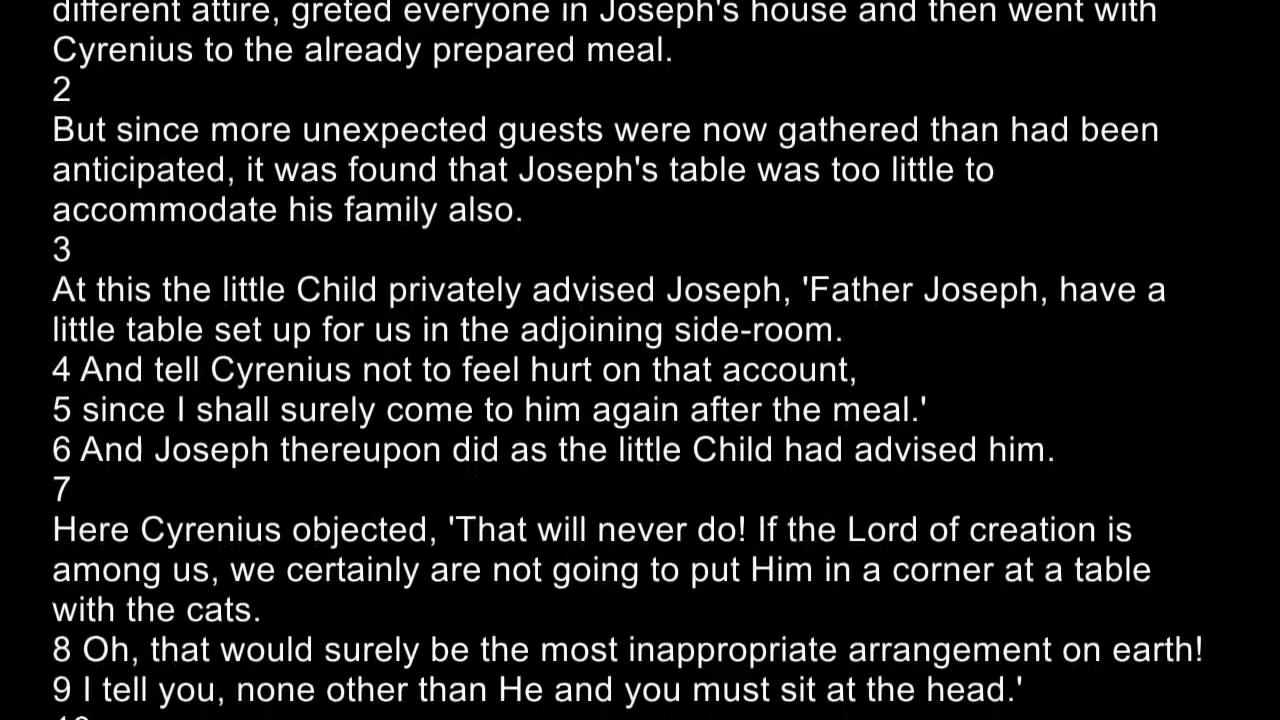 different attire, greted everyone in Joseph's house and then went with
Cyrenius to the already prepared meal.
2
But since more unexpected guests were now gathered than had been
anticipated, it was found that Joseph's table was too little to
accommodate his family also.
3
At this the little Child privately advised Joseph, 'Father Joseph, have a
little table set up for us in the adjoining side-room.
4 And tell Cyrenius not to feel hurt on that account,
5 since I shall surely come to him again after the meal.'
6 And Joseph thereupon did as the little Child had advised him.
7
Here Cyrenius objected, 'That will never do! If the Lord of creation is
among us, we certainly are not going to put Him in a corner at a table
with the cats.
8 Oh, that would surely be the most inappropriate arrangement on earth!
9 I tell you, none other than He and you must sit at the head.'
10